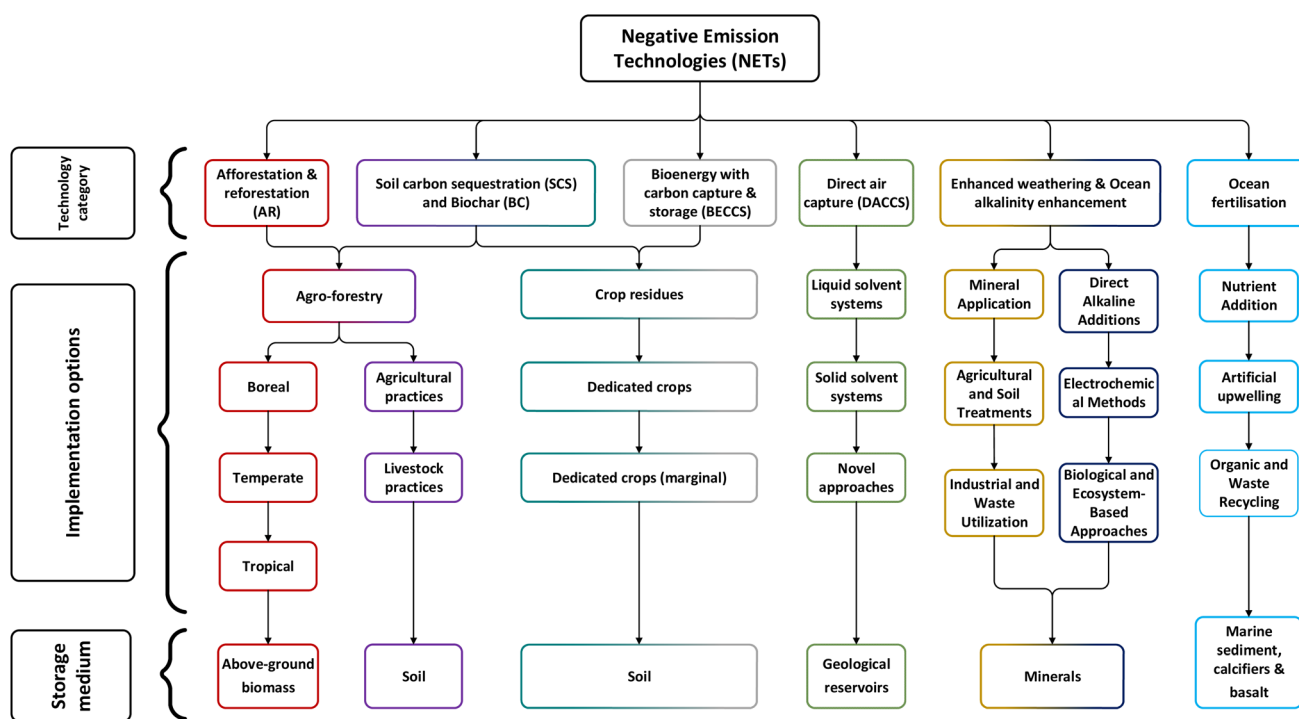 Negative Emission
Technologies (NETs)
Technology
category
Afforestation &
reforestation
(AR)
Soil carbon sequestration (SCS)
and Biochar (BC)
Bioenergy with
carbon capture &
storage (BECCS)
Direct air
capture (DACCS)
Enhanced weathering & Ocean
alkalinity enhancement
Ocean
fertilisation
Implementation options
Agro-forestry
Crop residues
Liquid solvent
systems
Mineral
Application
Direct
Alkaline
Additions
Nutrient
Addition
Boreal
Agricultural
practices
Dedicated crops
Solid solvent
systems
Agricultural
and Soil
Treatments
Electrochemic
al Methods
Artificial
upwelling
Temperate
Livestock
practices
Dedicated crops (marginal)
Novel
approaches
Industrial and
Waste
Utilization
Biological and
Ecosystem-
Based
Approaches
Organic and
Waste
Recycling
Tropical
Storage
medium
Above-ground
biomass
Soil
Soil
Geological
reservoirs
Minerals
Marine
sediment,
calcifiers &
basalt